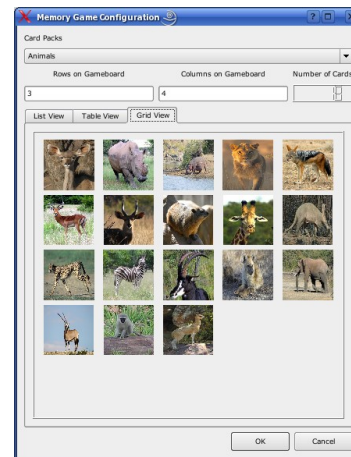 Memory Game Configuration
Card Packs
Animals
Rows on Gameboard Columns on Gameboard Number of Cards
3 4
List View Table View Grid View
OK Cancel